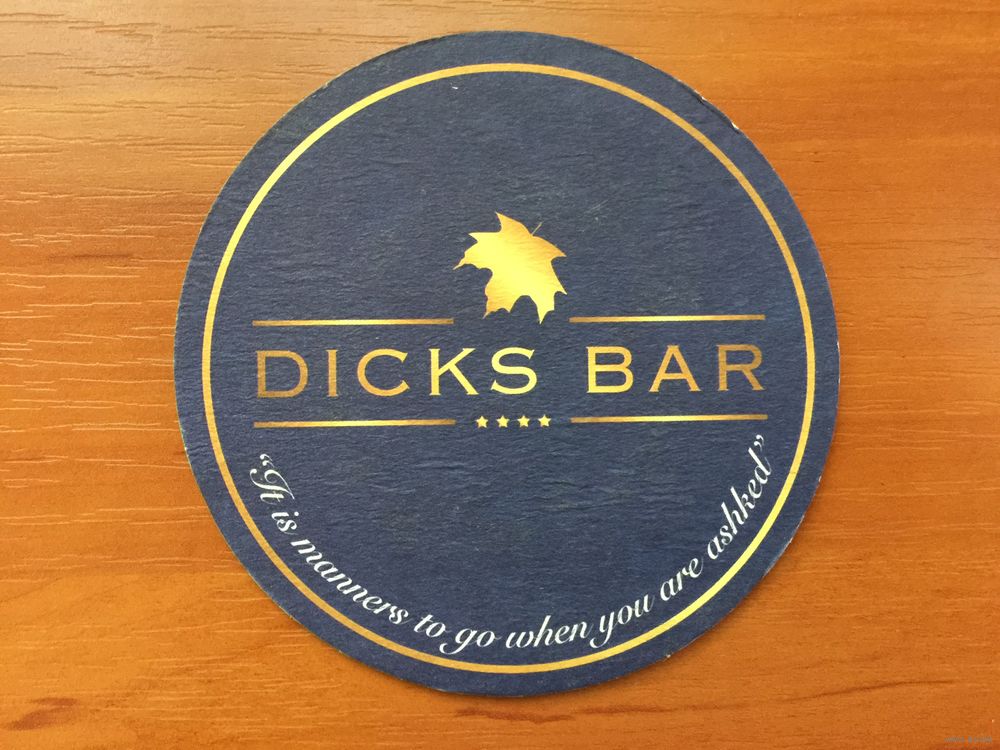 DICKS BAR
“It is manners to go when you are ashked”